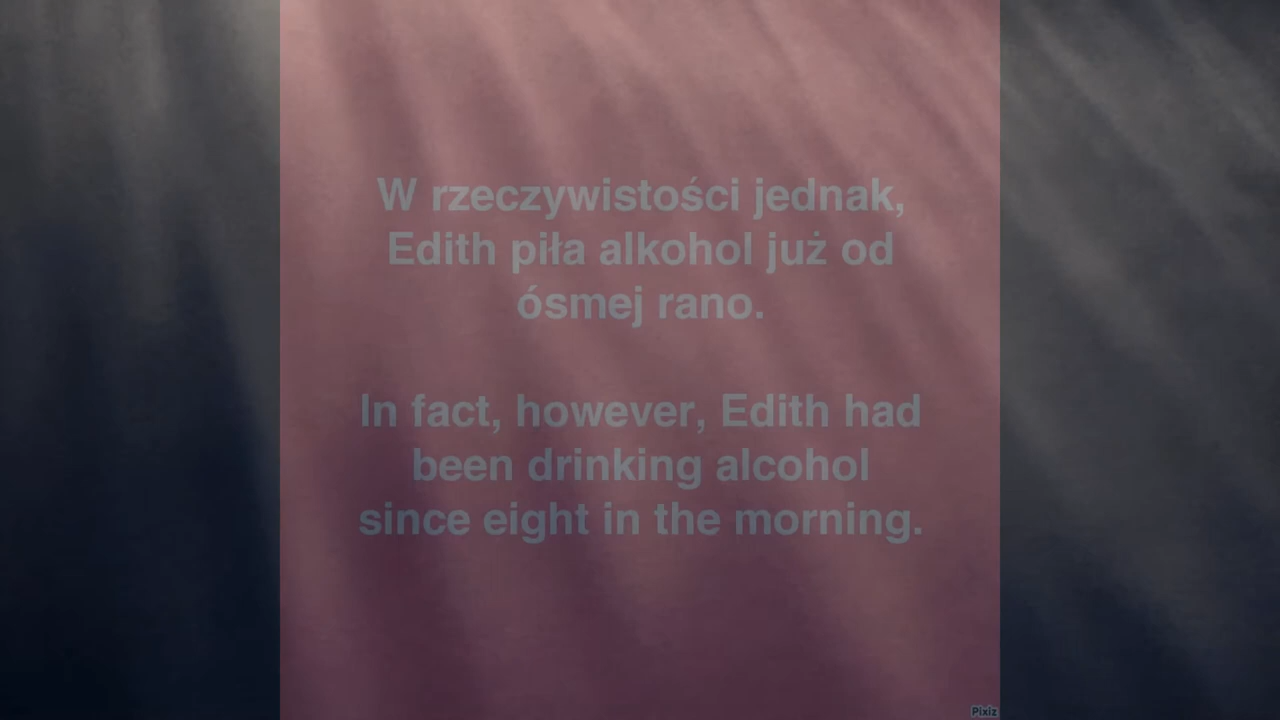 W rzeczywistości jednak,
Edith piła alkohol już od
ósmej rano.
In fact, however, Edith had
been drinking alcohol
since eight in the morning.
Pixiz